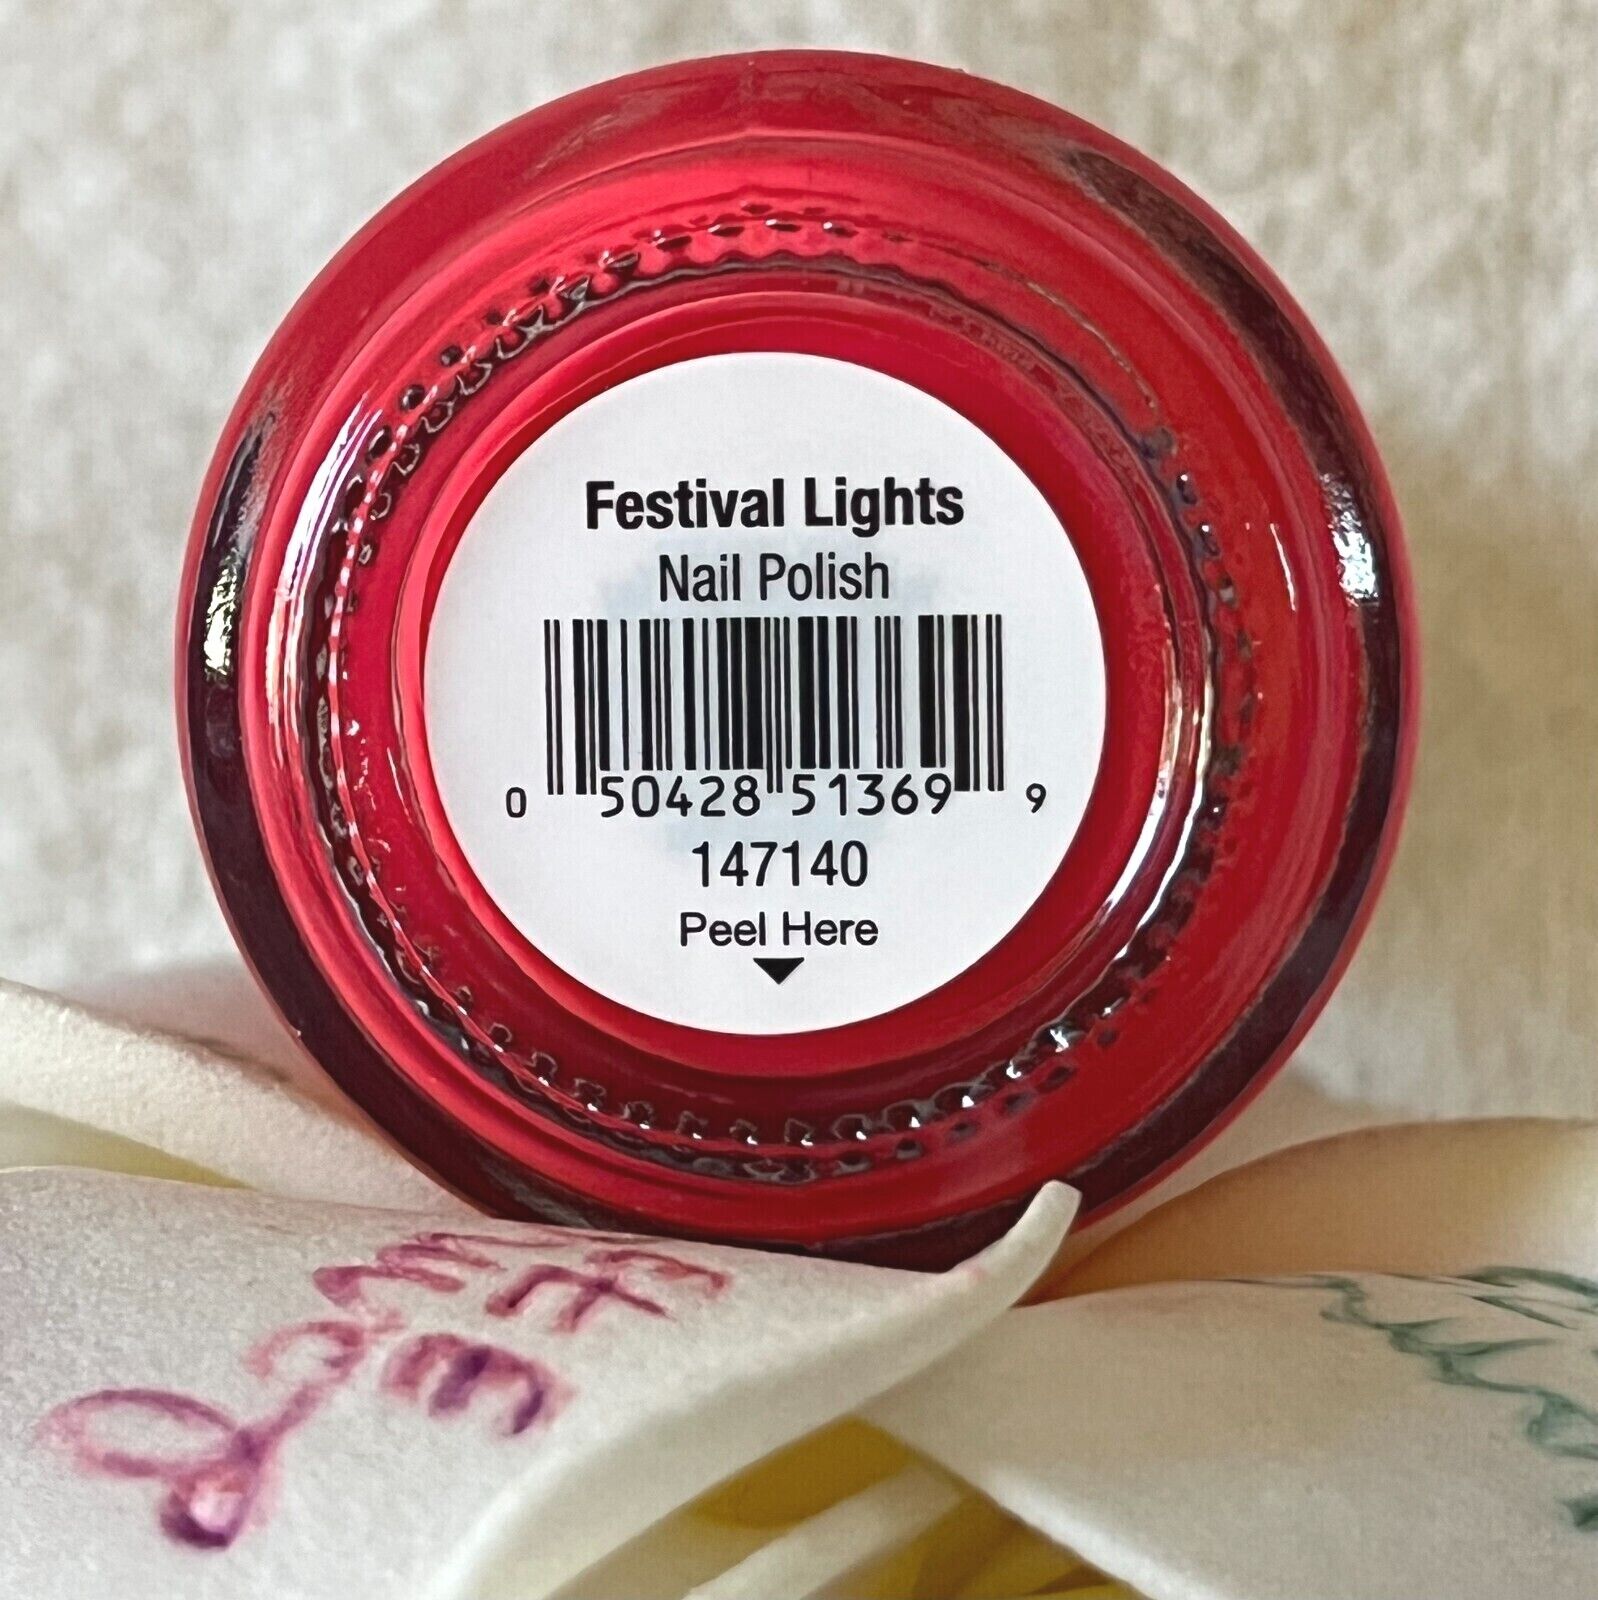 Festival Lights
Nail Polish
0 50428 51369 9
147140
Peel Here